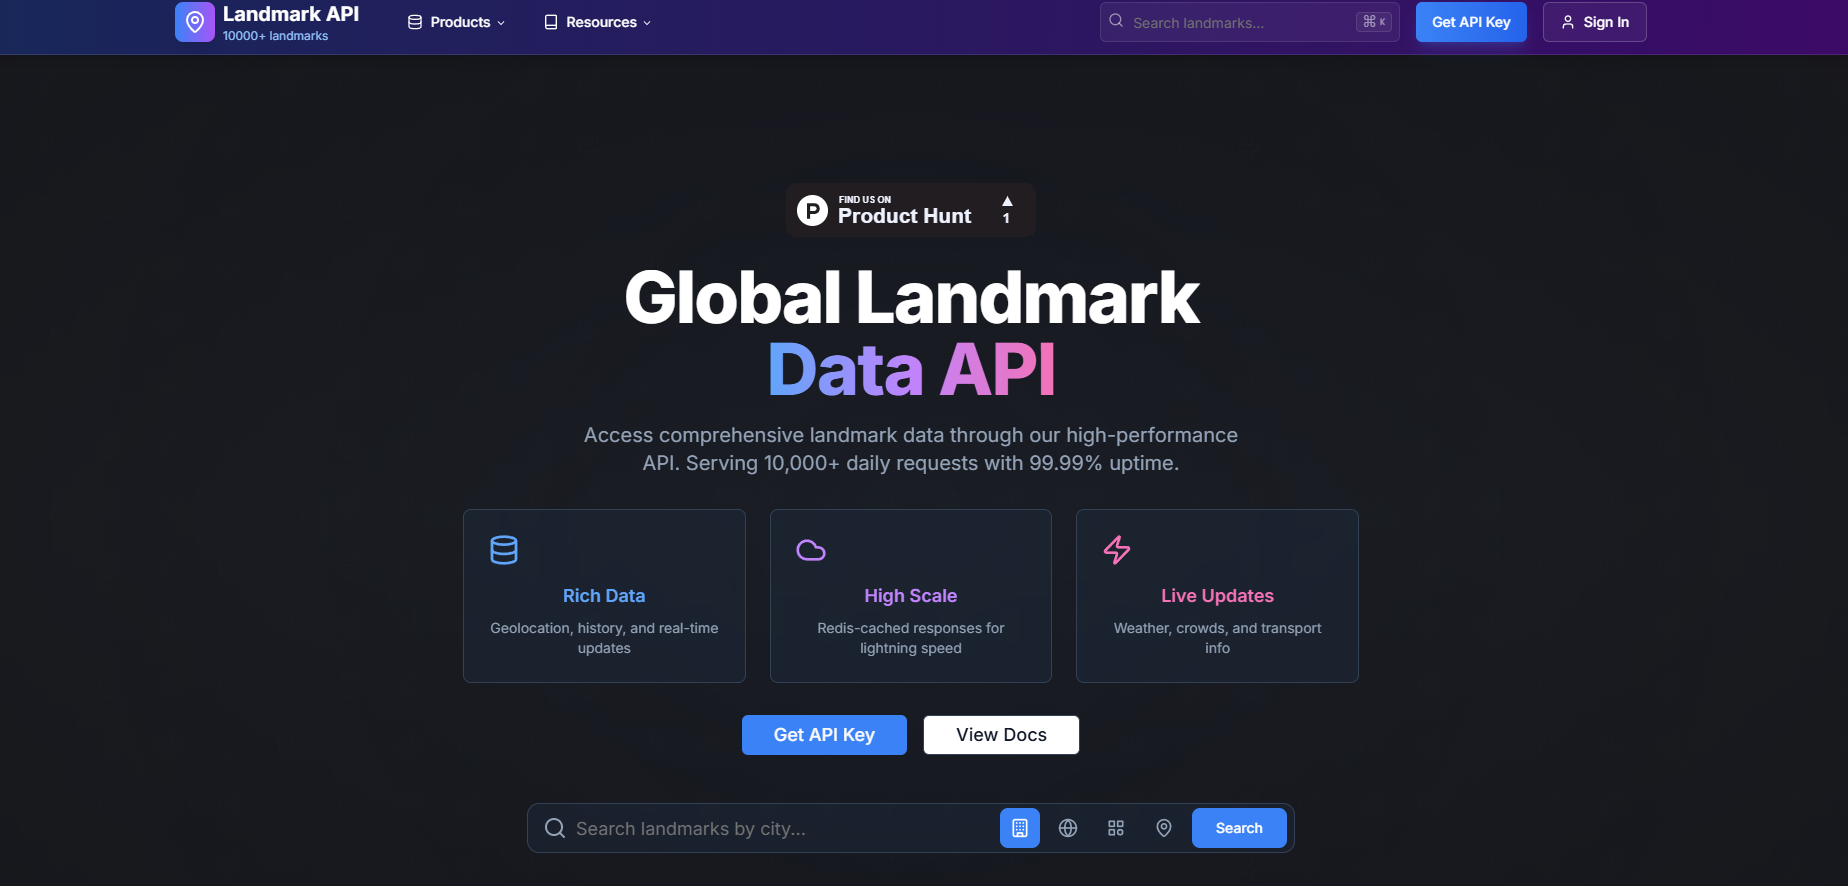 Landmark API
10000+ landmarks
Products
Resources
Search landmarks...
⌘ K
Get API Key
Sign In
FIND US ON
Product Hunt
1
Global Landmark
Data API
Access comprehensive landmark data through our high-performance
API. Serving 10,000+ daily requests with 99.99% uptime.
Rich Data
Geolocation, history, and real-time
updates
High Scale
Redis-cached responses for
lightning speed
Live Updates
Weather, crowds, and transport
info
Get API Key
View Docs
Search landmarks by city...
Search